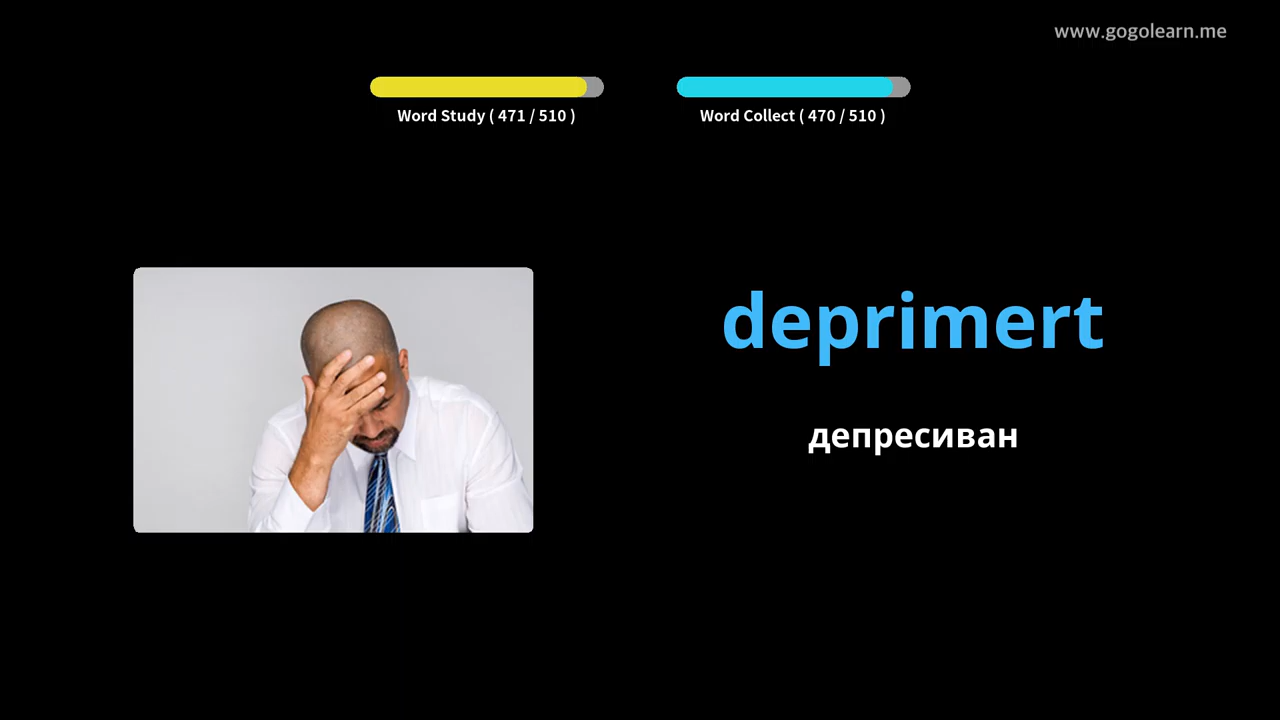 www.gogolearn.me
Word Study ( 471 / 510 )
Word Collect ( 470 / 510 )
deprimert
депресиван